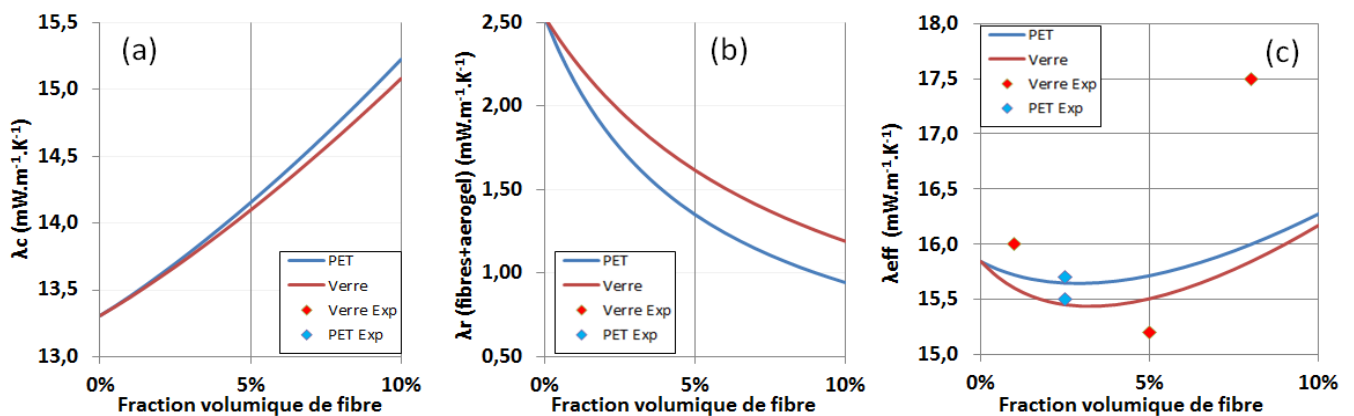 (a)
λc (mW.m⁻¹.K⁻¹)
15,5
15,0
14,5
14,0
13,5
13,0
PET
Verre
Verre Exp
PET Exp
0%
5%
10%
Fraction volumique de fibre
(b)
λr (fibres+aerogel) (mW.m⁻¹.K⁻¹)
2,50
2,00
1,50
1,00
0,50
PET
Verre
Verre Exp
PET Exp
0%
5%
10%
Fraction volumique de fibre
(c)
λeff (mW.m⁻¹.K⁻¹)
18,0
17,5
17,0
16,5
16,0
15,5
15,0
PET
Verre
Verre Exp
PET Exp
0%
5%
10%
Fraction volumique de fibre